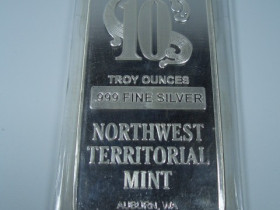 10
TROY OUNCES
.999 FINE SILVER
NORTHWEST
TERRITORIAL
MINT
AUBURN, WA